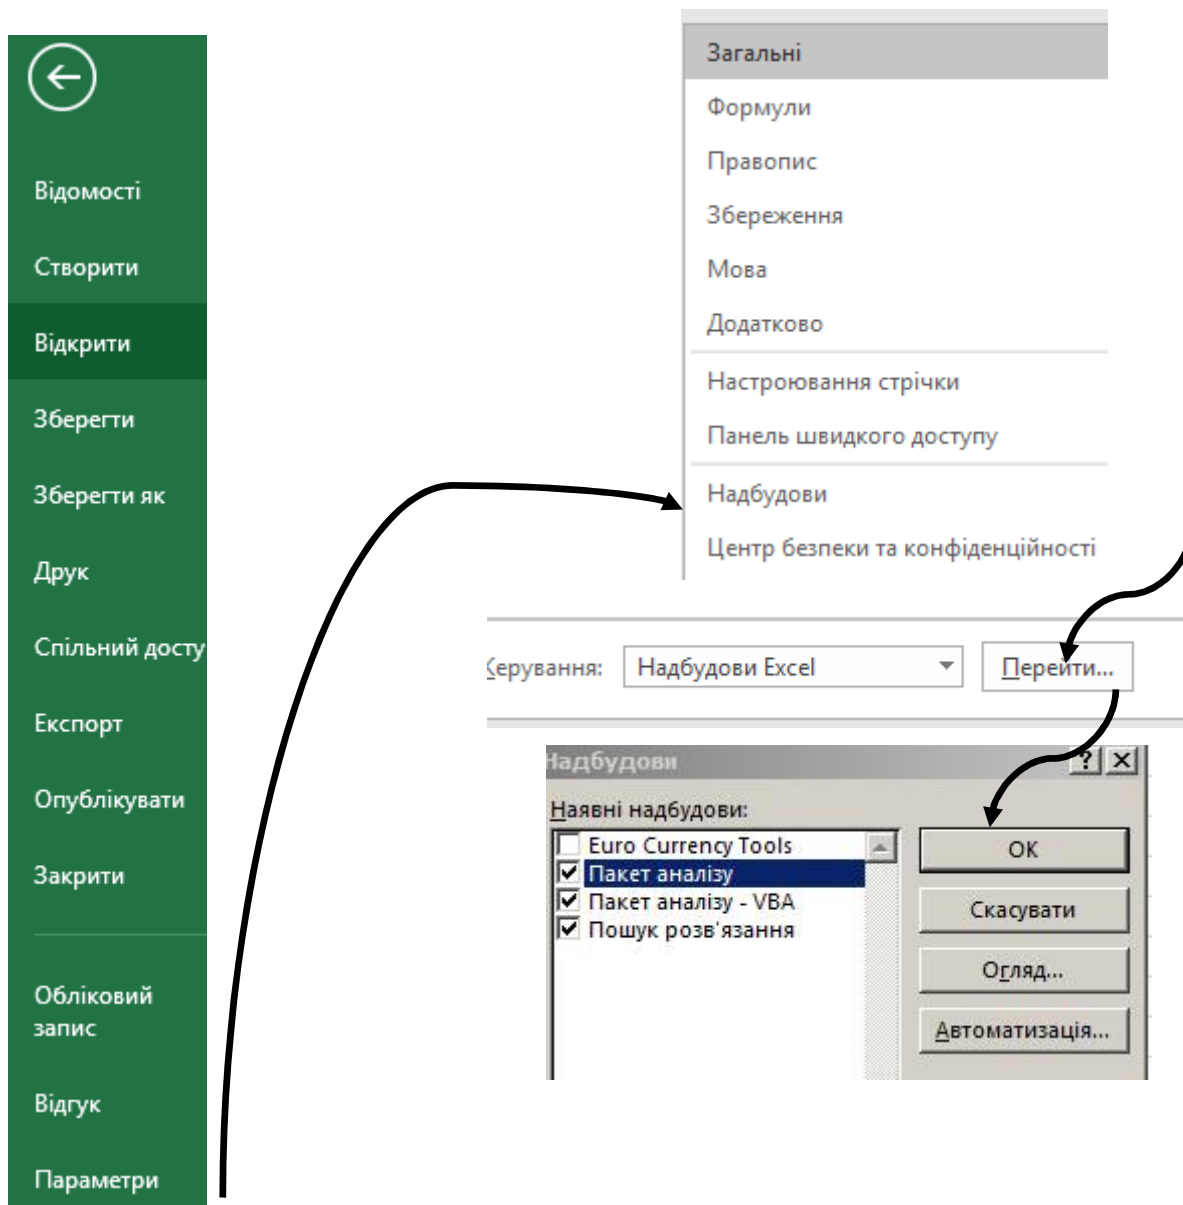 Відомості
Створити
Відкрити
Зберегти
Зберегти як
Друк
Спільний досту
Експорт
Опублікувати
Закрити
Обліковий
запис
Відгук
Параметри
Загальні
Формули
Правопис
Збереження
Мова
Додатково
Настроювання стрічки
Панель швидкого доступу
Надбудови
Центр безпеки та конфіденційності
Керування: Надбудови Excel Перейти...
Надбудови ?
Наявні надбудови:
Euro Currency Tools
Пакет аналізу
Пакет аналізу - VBA
Пошук розв'язання
ОК
Скасувати
Огляд...
Автоматизація...